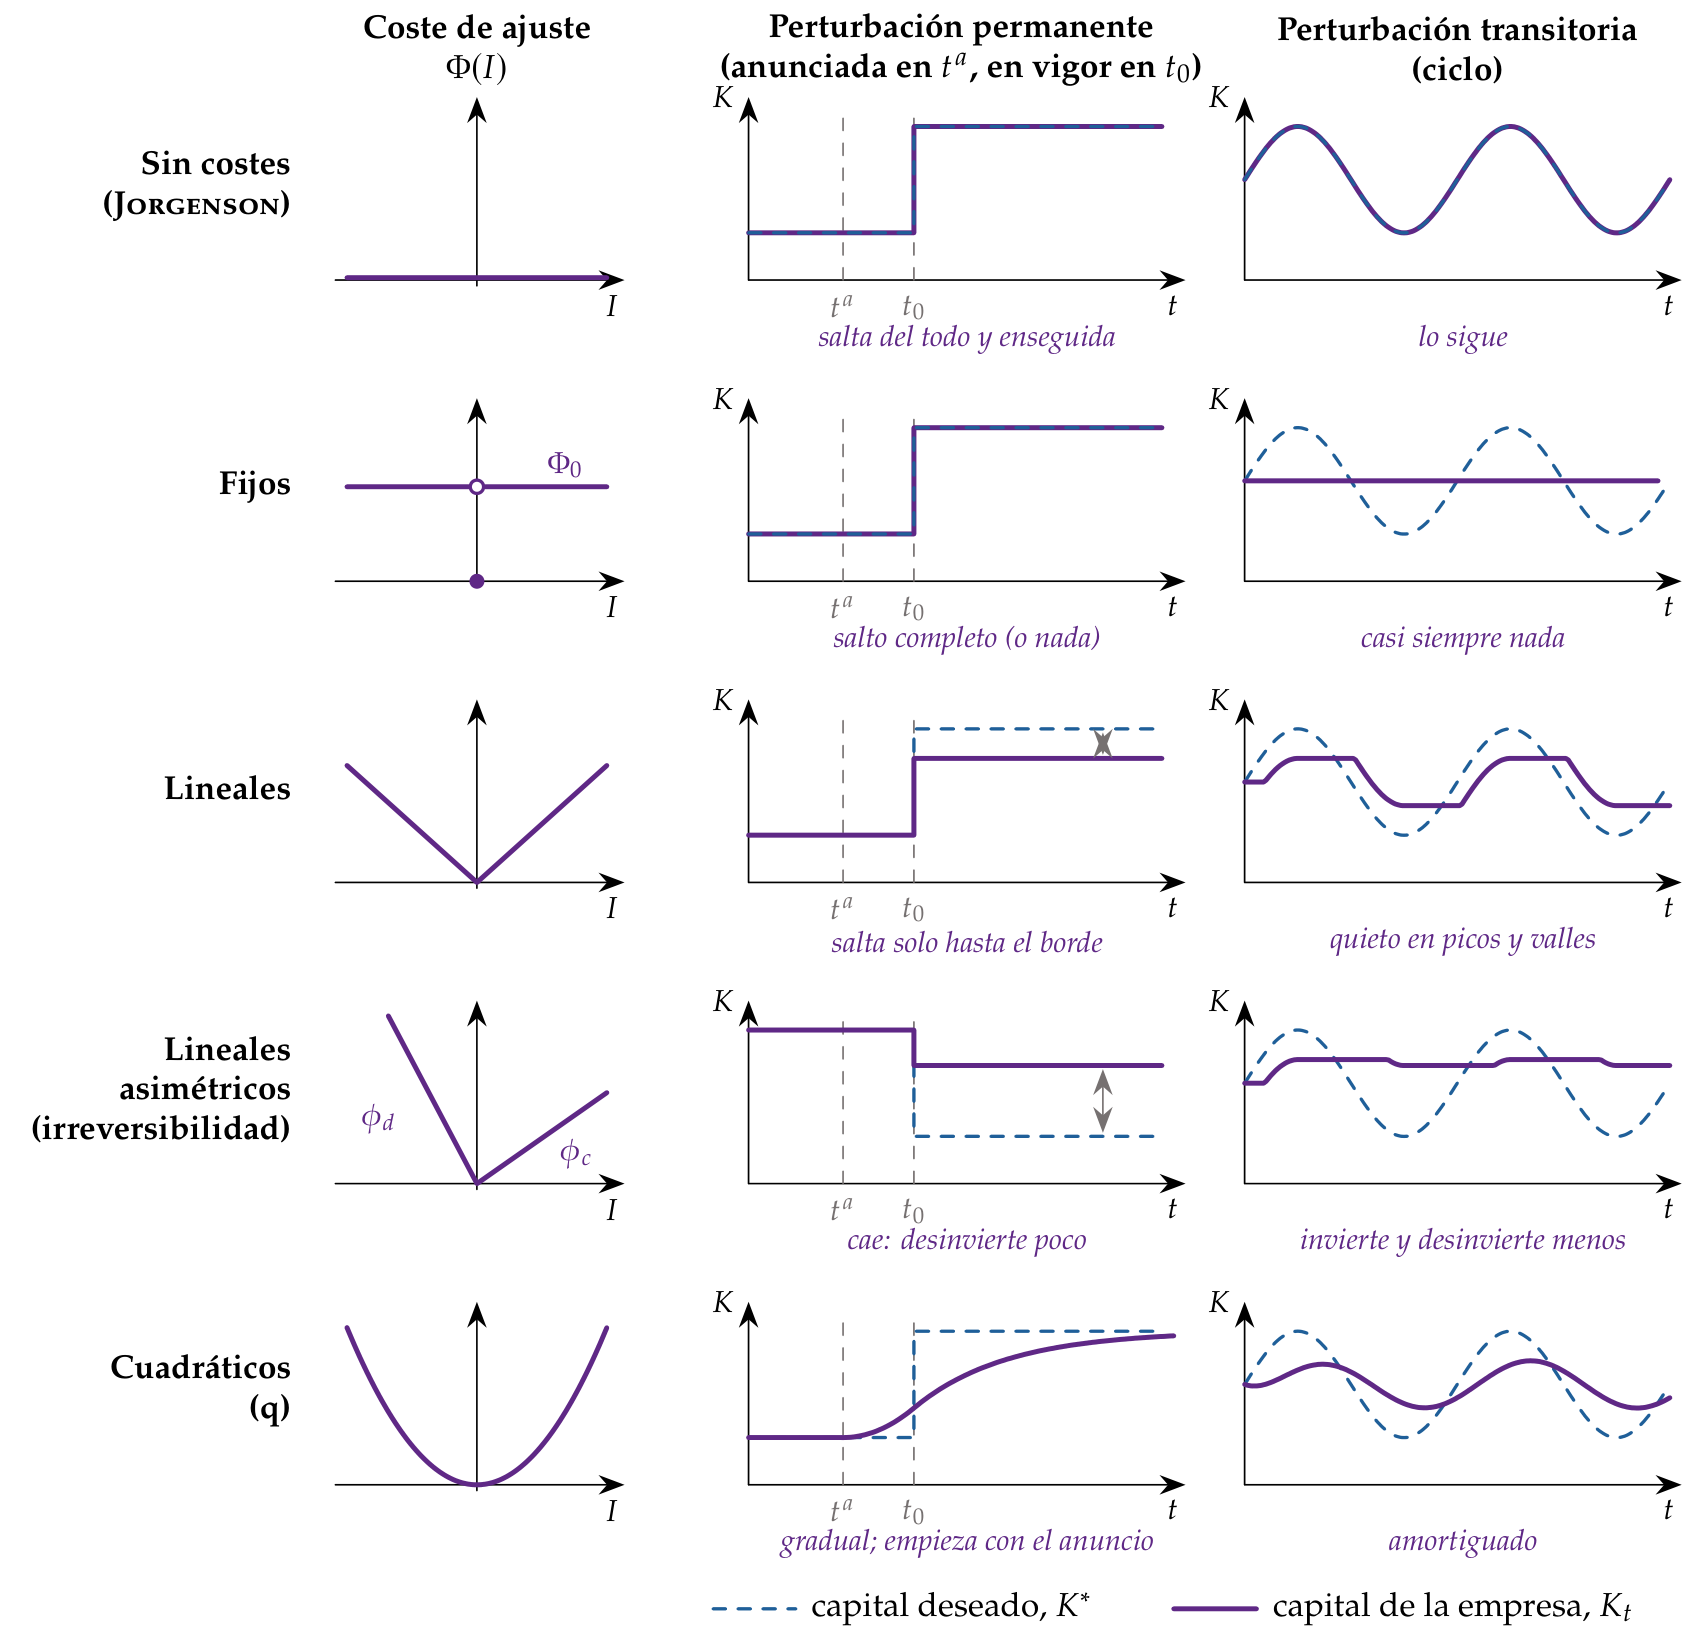 Coste de ajuste
Φ(I)
Perturbación permanente
(anunciada en tᵃ, en vigor en t₀)
Perturbación transitoria
(ciclo)
Sin costes
(Jorgenson)
I
K
tᵃ
t₀
t
salta del todo y enseguida
K
t
lo sigue
Fijos
Φ₀
I
K
tᵃ
t₀
t
salto completo (o nada)
K
t
casi siempre nada
Lineales
I
K
tᵃ
t₀
t
salta solo hasta el borde
K
t
quieto en picos y valles
Lineales
asimétricos
(irreversibilidad)
ϕ_d
ϕ_c
I
K
tᵃ
t₀
t
cae: desinvierte poco
K
t
invierte y desinvierte menos
Cuadráticos
(q)
I
K
tᵃ
t₀
t
gradual; empieza con el anuncio
K
t
amortiguado
capital deseado, K*
capital de la empresa, Kₜ